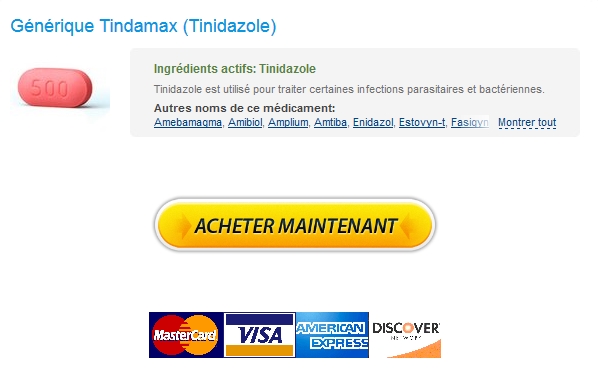 Générique Tindamax (Tinidazole)
500
Ingrédients actifs: Tinidazole
Tinidazole est utilisé pour traiter certaines infections parasitaires et bactériennes.
Autres noms de ce médicament:
Amebamagma, Amibiol, Amplium, Amtiba, Enidazol, Estovyn-t, Fasigyn Montrer tout
ACHETER MAINTENANT
MasterCard VISA AMERICAN EXPRESS DISCOVER NETWORK